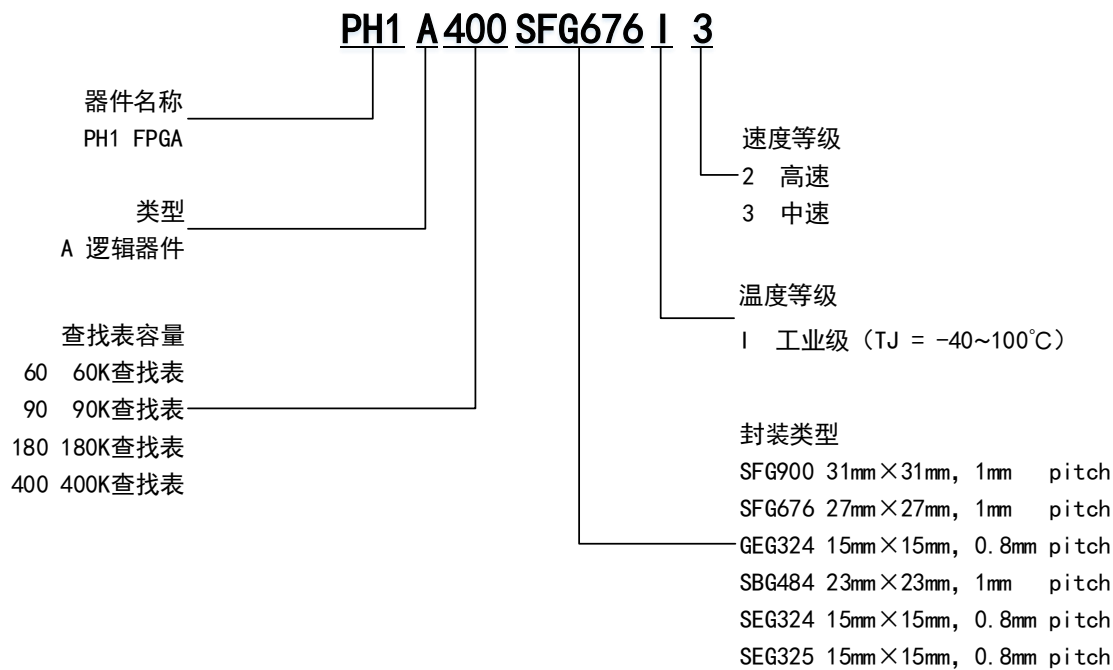 PH1 A 400 SFG676 I 3
器件名称
PH1 FPGA
类型
A 逻辑器件
查找表容量
60 60K查找表
90 90K查找表
180 180K查找表
400 400K查找表
速度等级
2 高速
3 中速
温度等级
I 工业级（TJ = -40~100℃）
封装类型
SFG900 31mm×31mm, 1mm pitch
SFG676 27mm×27mm, 1mm pitch
GEG324 15mm×15mm, 0.8mm pitch
SBG484 23mm×23mm, 1mm pitch
SEG324 15mm×15mm, 0.8mm pitch
SEG325 15mm×15mm, 0.8mm pitch